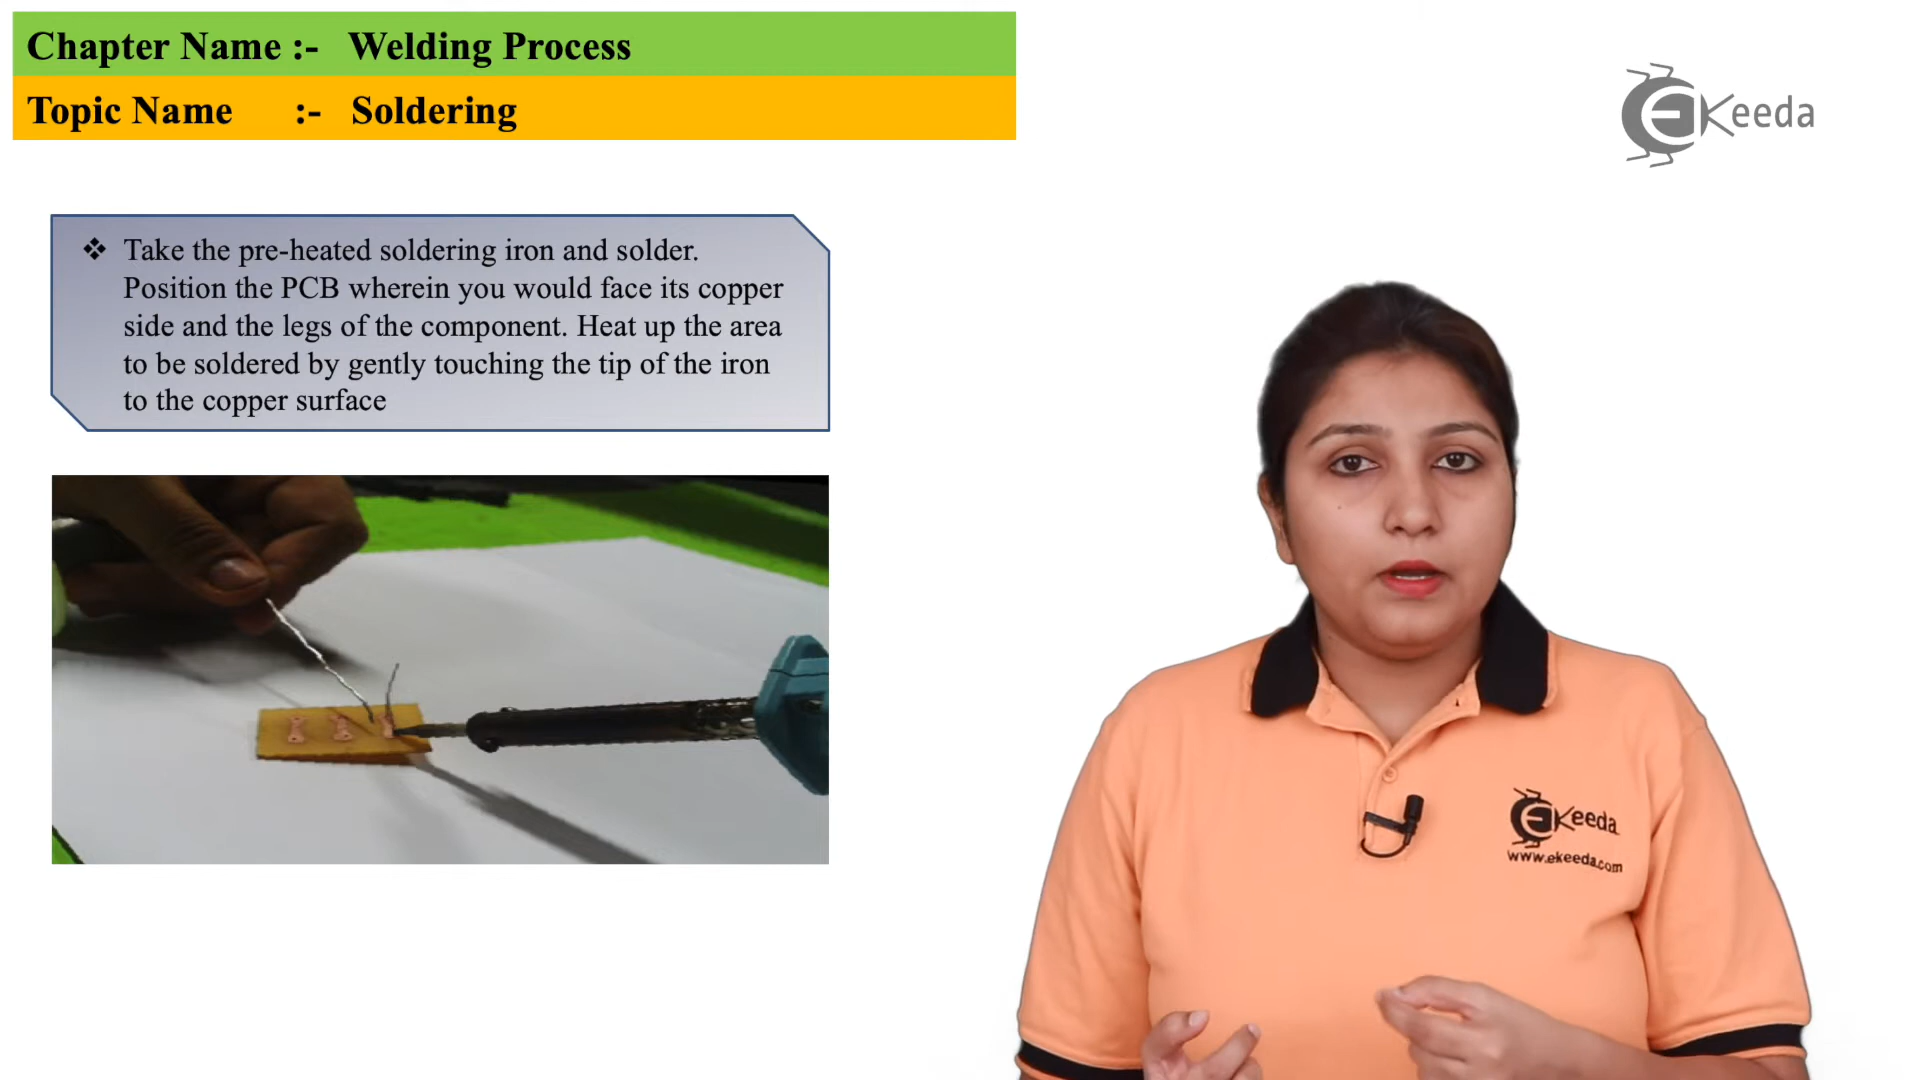 Chapter Name :- Welding Process
Topic Name :- Soldering
Keeda
❖ Take the pre-heated soldering iron and solder.
Position the PCB wherein you would face its copper
side and the legs of the component. Heat up the area
to be soldered by gently touching the tip of the iron
to the copper surface
Keeda
www.ekeeda.com